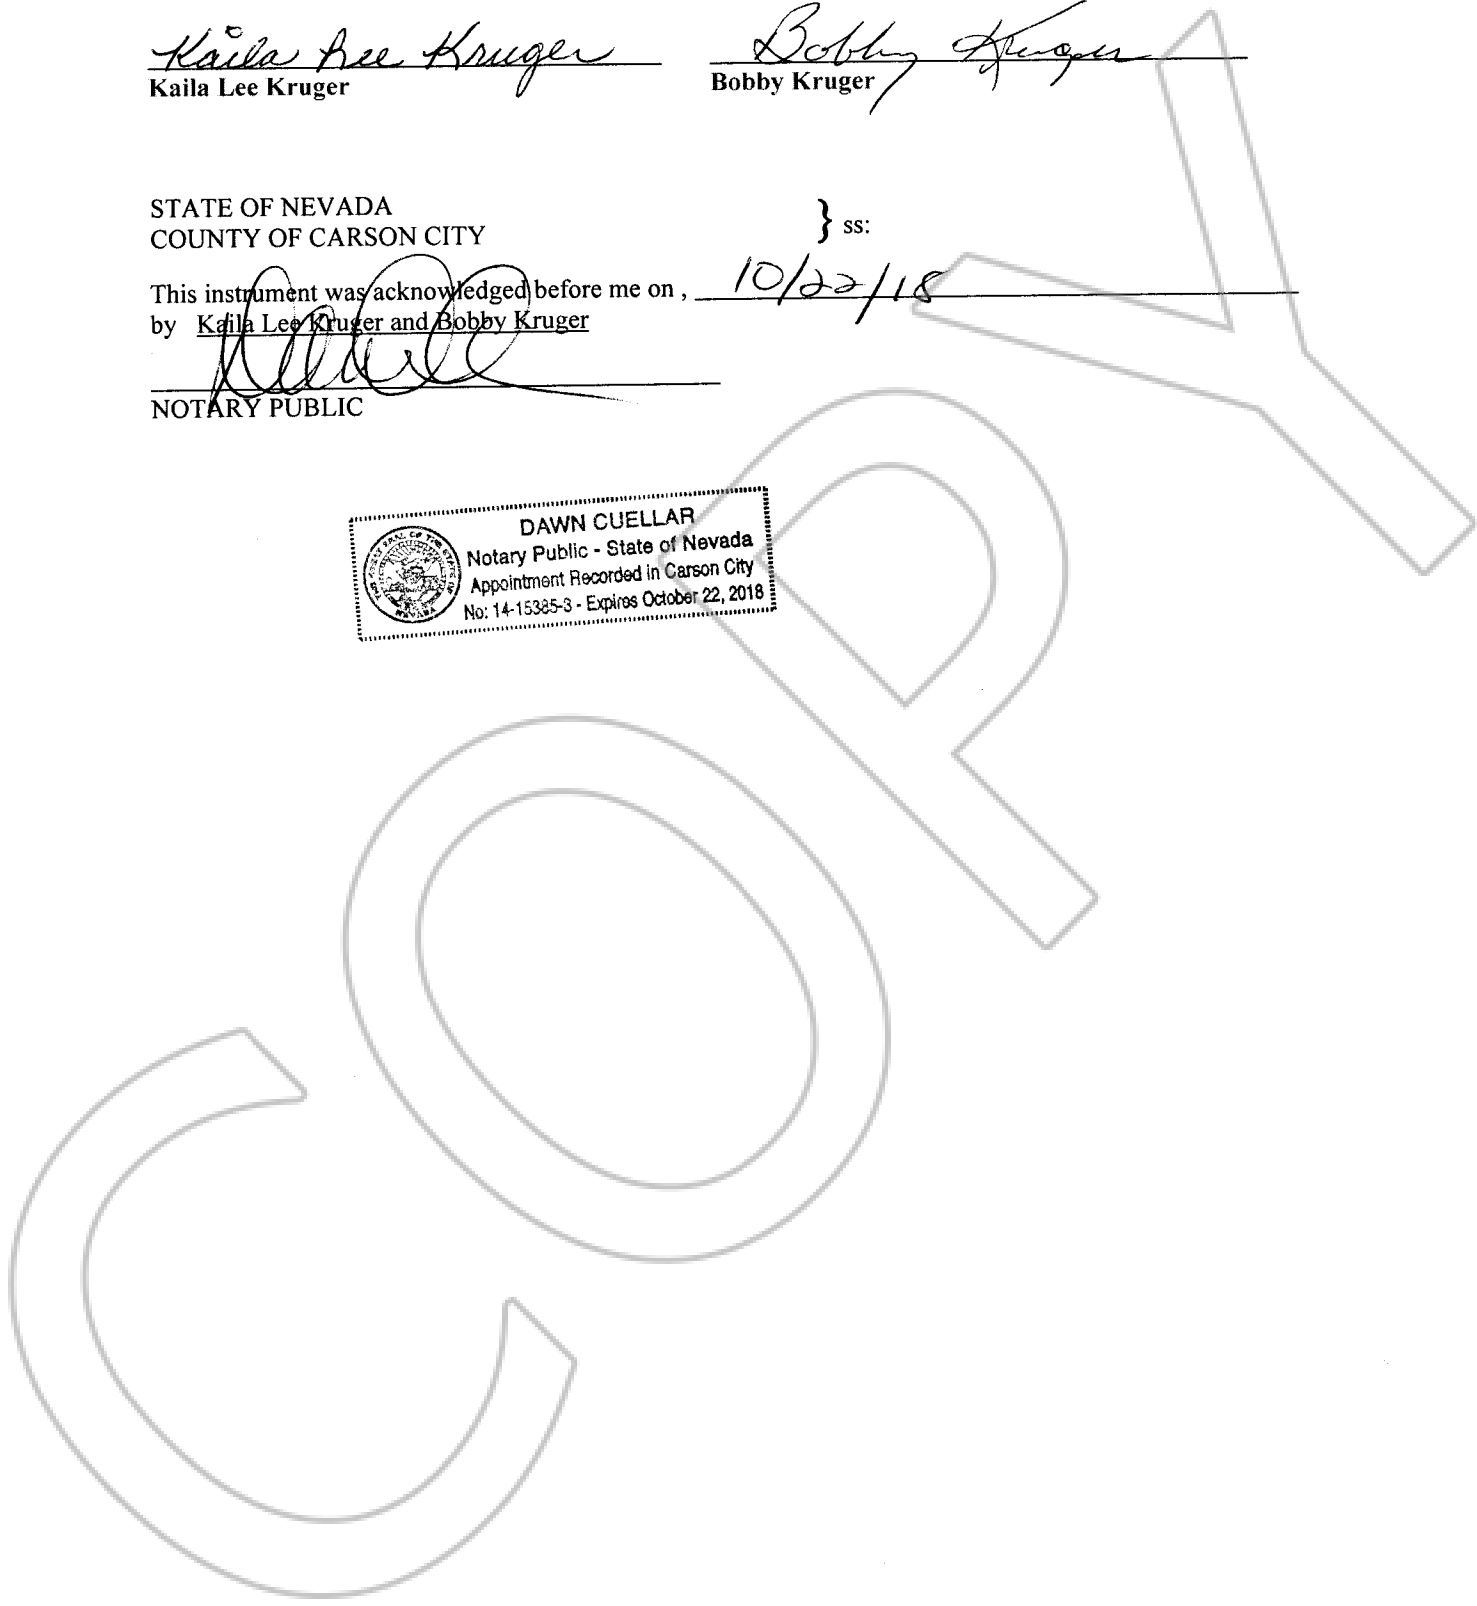 Kaila Lee Kruger Bobby Kruger
Kaila Lee Kruger Bobby Kruger
STATE OF NEVADA
COUNTY OF CARSON CITY } ss:
This instrument was acknowledged before me on , 10/22/18
by Kaila Lee Kruger and Bobby Kruger
NOTARY PUBLIC
DAWN CUELLAR
Notary Public - State of Nevada
Appointment Recorded in Carson City
No: 14-15385-3 - Expires October 22, 2018
COPY